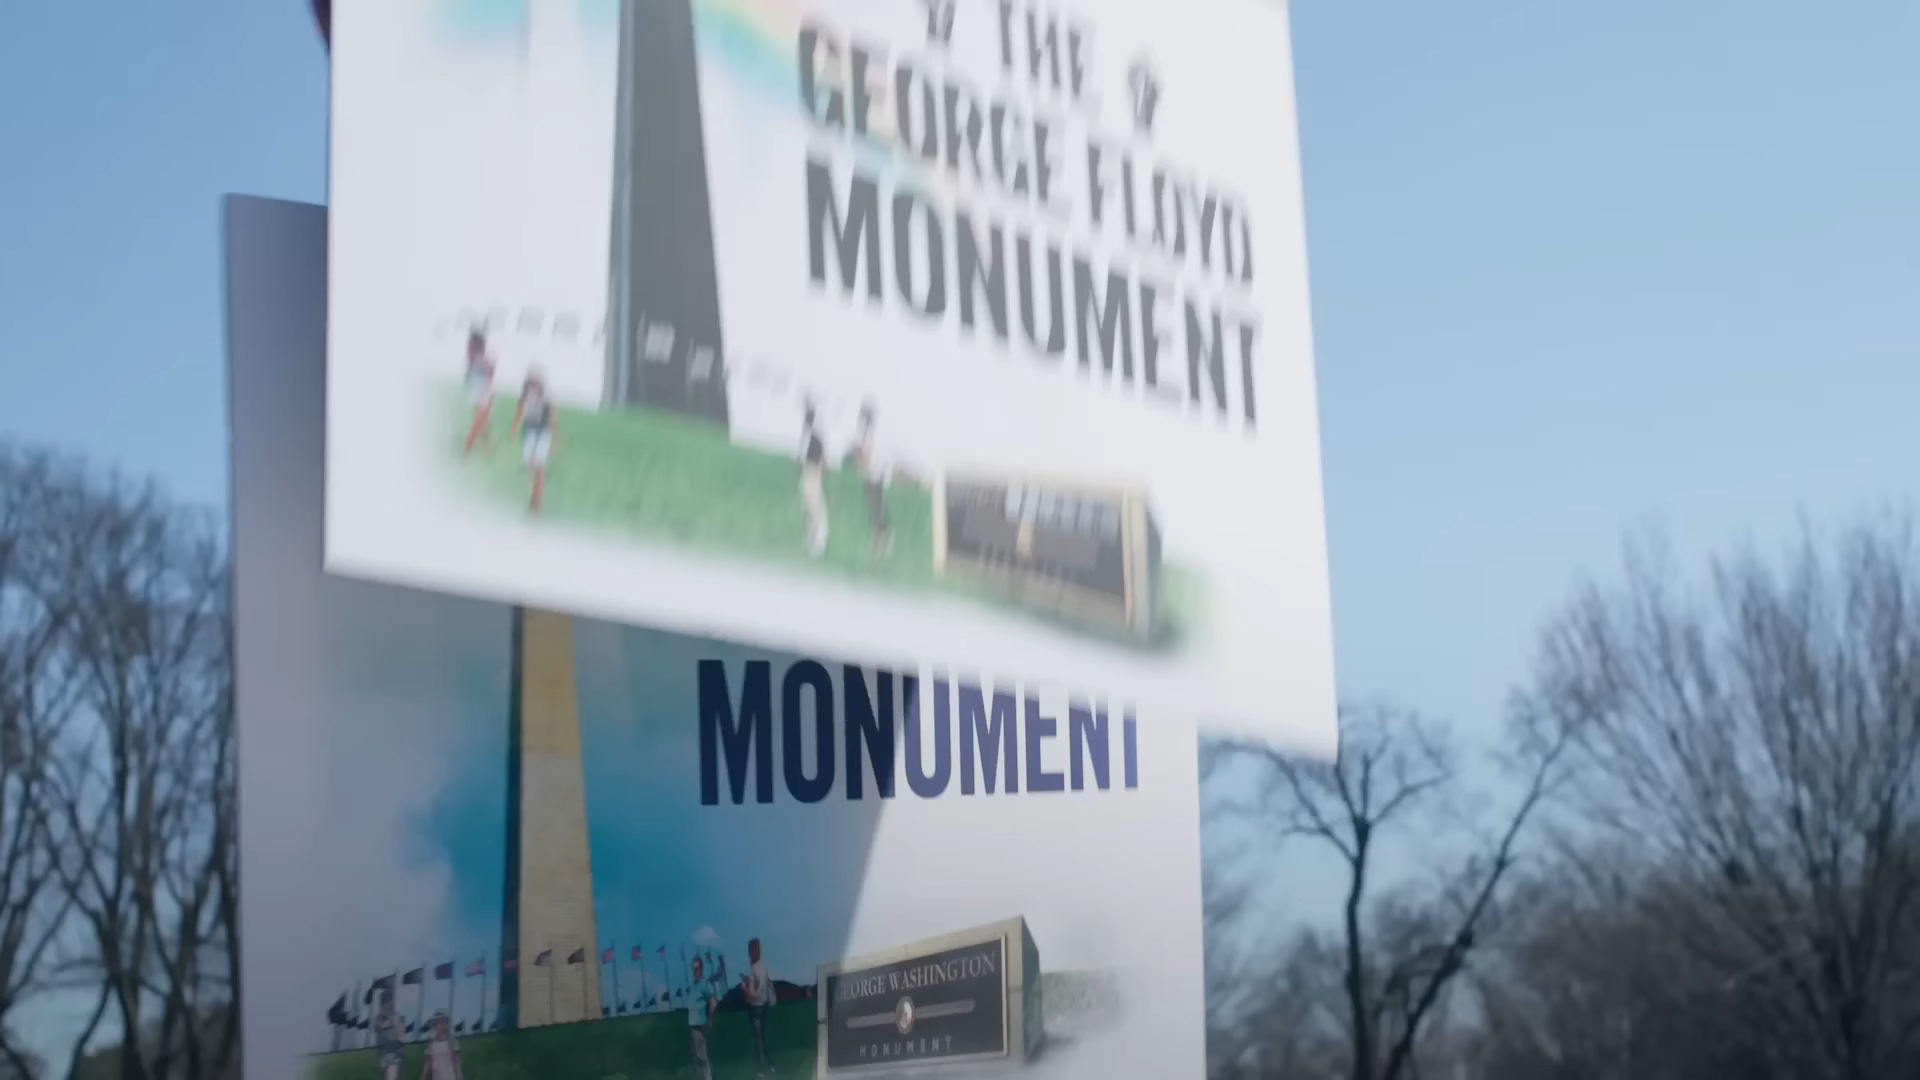 THE
GEORGE FLOYD
MONUMENT
MONUMENT
GEORGE WASHINGTON
MONUMENT